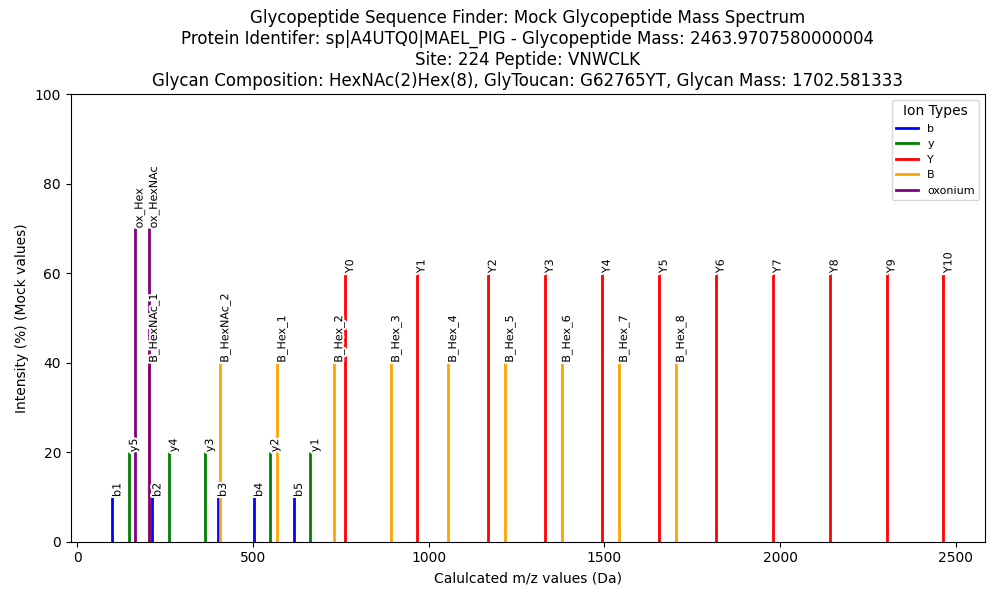 Glycopeptide Sequence Finder: Mock Glycopeptide Mass Spectrum
Protein Identifer: sp|A4UTQ0|MAEL_PIG - Glycopeptide Mass: 2463.9707580000004
Site: 224 Peptide: VNWCLK
Glycan Composition: HexNAc(2)Hex(8), GlyToucan: G62765YT, Glycan Mass: 1702.581333
Intensity (%) (Mock values)
100
80
60
40
20
0
Ion Types
b
y
Y
B
oxonium
ox_Hex
ox_HexNAc
Y0
Y1
Y2
Y3
Y4
Y5
Y6
Y7
Y8
Y9
Y10
B_HexNAc_1
B_HexNAc_2
B_Hex_1
B_Hex_2
B_Hex_3
B_Hex_4
B_Hex_5
B_Hex_6
B_Hex_7
B_Hex_8
y5
y4
y3
y2
y1
b1
b2
b3
b4
b5
0
500
1000
1500
2000
2500
Calulcated m/z values (Da)